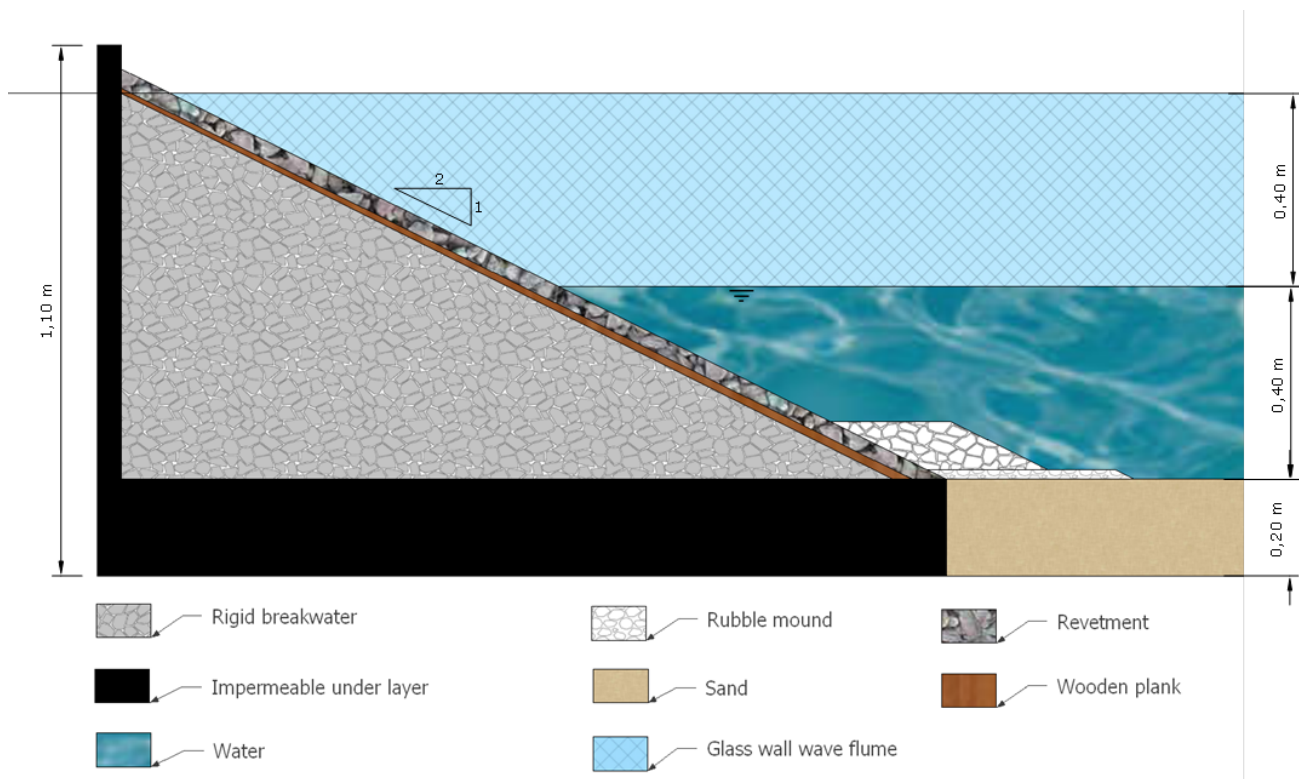 2
1
1,10 m
0,40 m
0,40 m
0,20 m
Rigid breakwater
Rubble mound
Revetment
Impermeable under layer
Sand
Wooden plank
Water
Glass wall wave flume